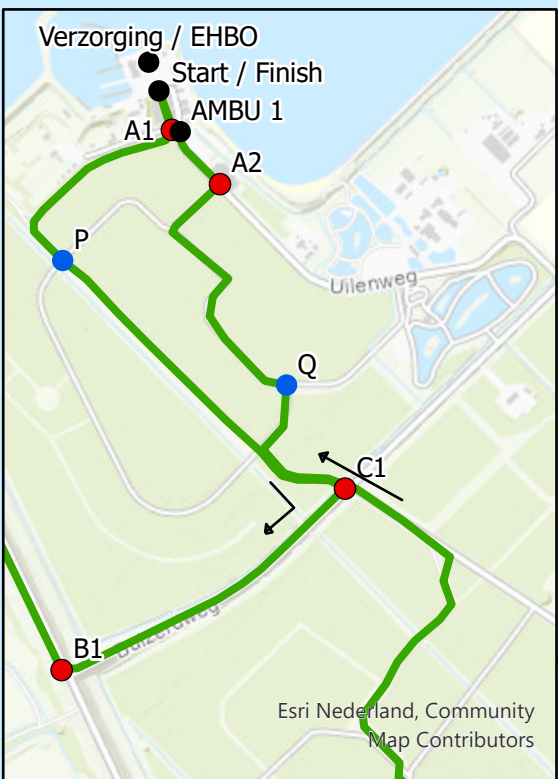 Verzorging / EHBO
Start / Finish
AMBU 1
A1
A2
P
Uilenweg
Q
C1
B1
Esri Nederland, Community
Map Contributors